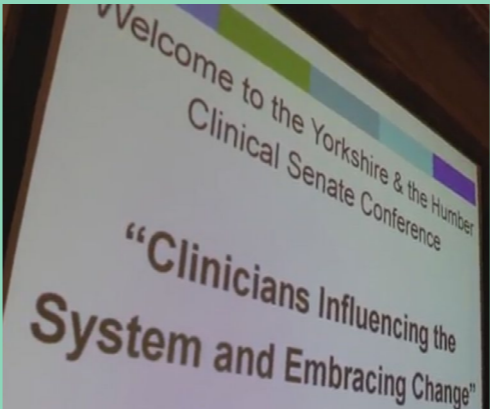 Welcome to the Yorkshire & the Humber
Clinical Senate Conference
“Clinicians Influencing the
System and Embracing Change”